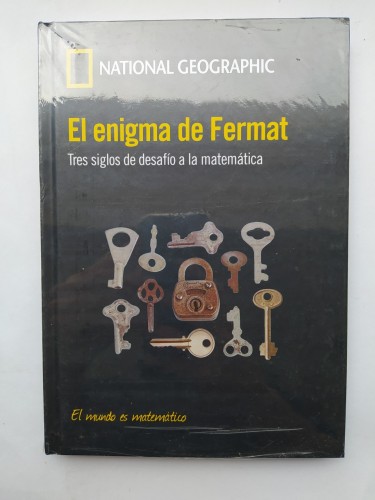 NATIONAL GEOGRAPHIC
El enigma de Fermat
Tres siglos de desafío a la matemática
El mundo es matemático